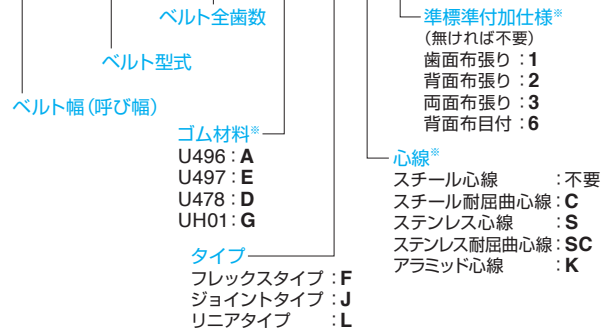 ベルト全歯数
ベルト型式
ベルト幅(呼び幅)
ゴム材料※
U496:A
U497:E
U478:D
UH01:G
タイプ
フレックスタイプ:F
ジョイントタイプ:J
リニアタイプ:L
準標準付加仕様※
(無ければ不要)
歯面布張り:1
背面布張り:2
両面布張り:3
背面布目付:6
心線※
スチール心線:不要
スチール耐屈曲心線:C
ステンレス心線:S
ステンレス耐屈曲心線:SC
アラミッド心線:K